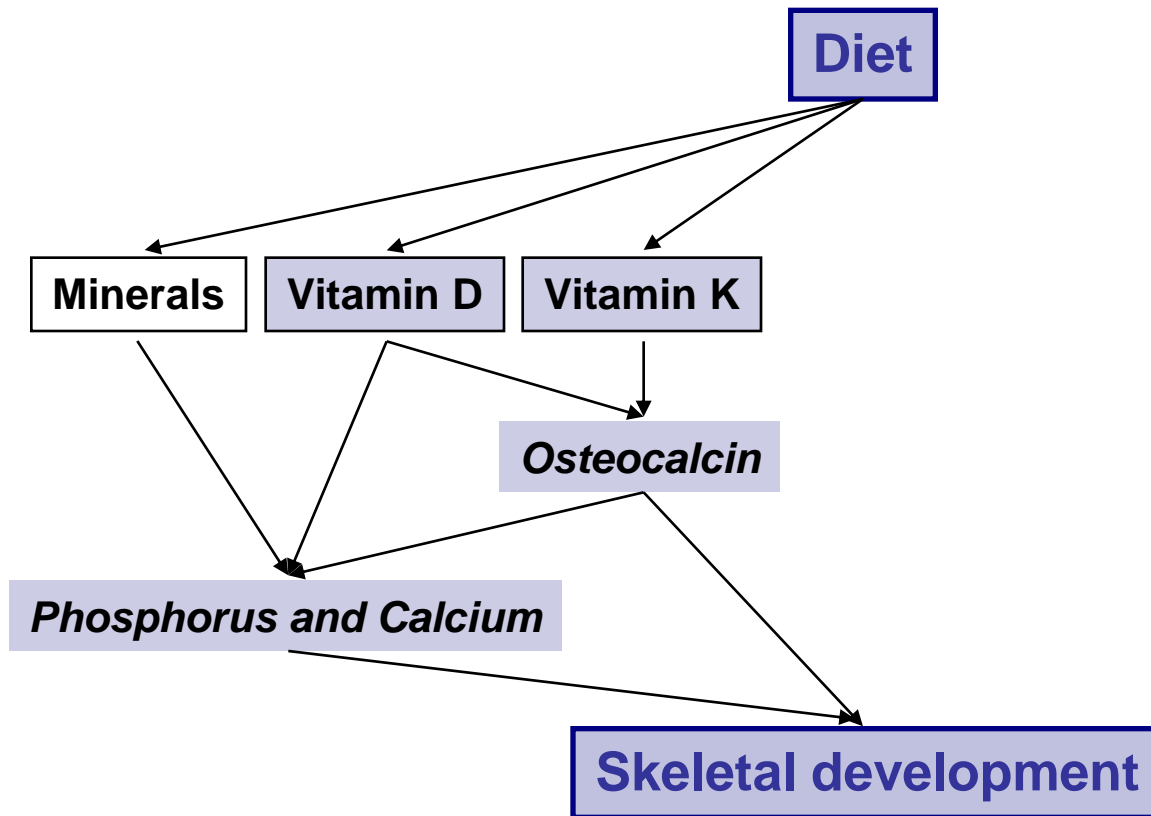 Diet
Minerals
Vitamin D
Vitamin K
Osteocalcin
Phosphorus and Calcium
Skeletal development